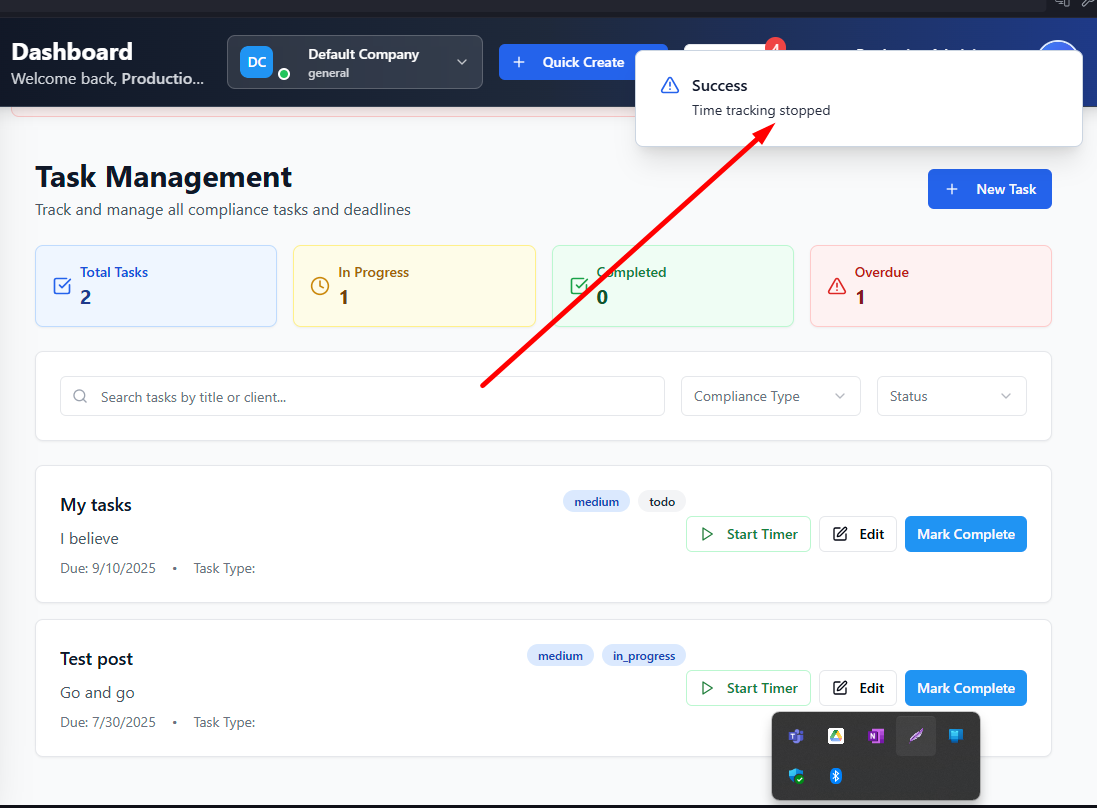 Dashboard
Welcome back, Productio...
DC
Default Company
general
+ Quick Create
4
Success
Time tracking stopped
Task Management
Track and manage all compliance tasks and deadlines
+ New Task
Total Tasks
2
In Progress
1
Completed
0
Overdue
1
Search tasks by title or client...
Compliance Type
Status
My tasks
medium
todo
I believe
Start Timer
Edit
Mark Complete
Due: 9/10/2025 • Task Type:
Test post
medium
in_progress
Go and go
Start Timer
Edit
Mark Complete
Due: 7/30/2025 • Task Type: